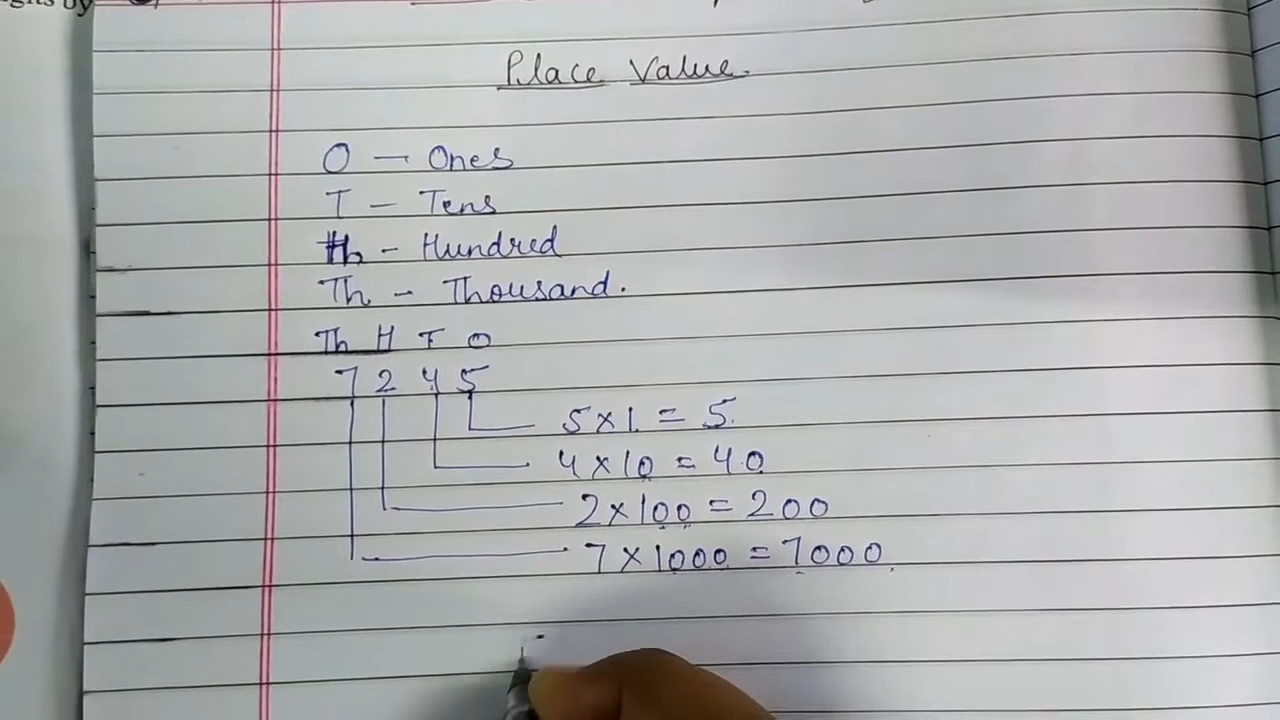 Place Value.
O — Ones
T – Tens
Hh – Hundred
Th – Thousand.
Th H T O
7 2 4 5
5 × 1 = 5
4 × 10 = 40
2 × 100 = 200
7 × 1000 = 7000